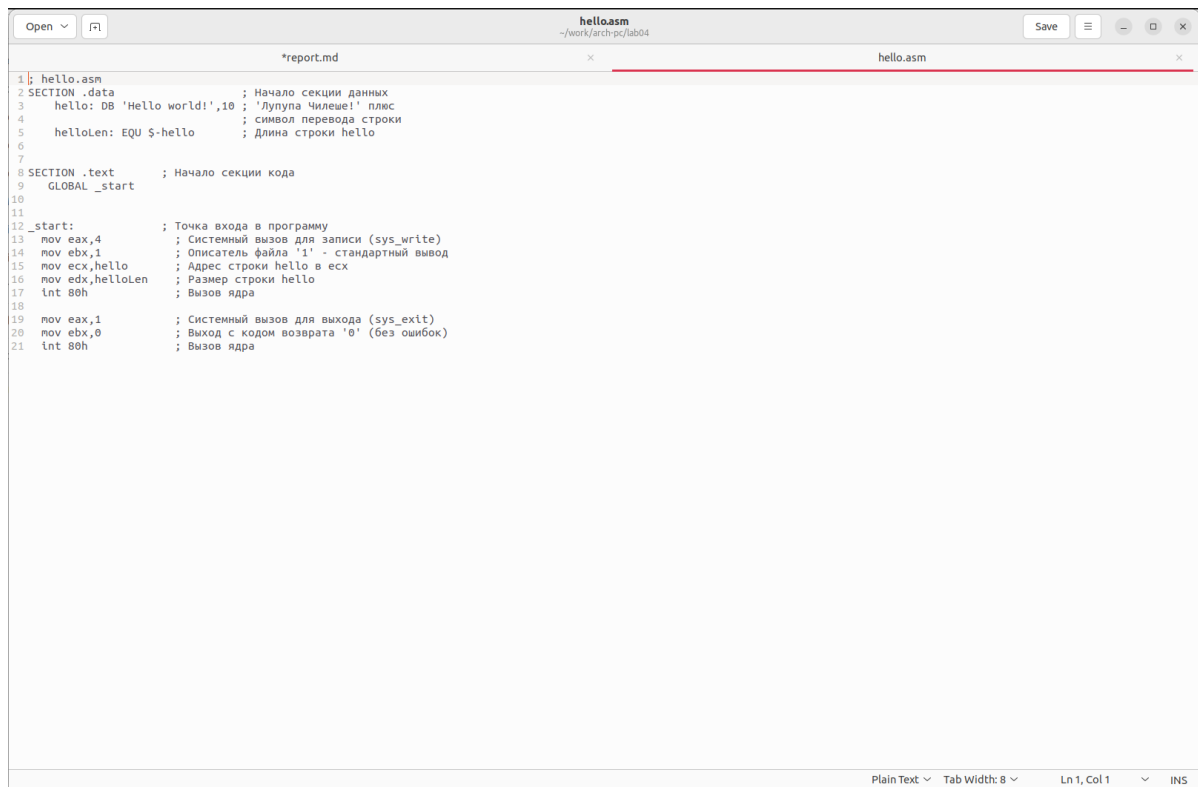 Open
hello.asm
~/work/arch-pc/lab04
Save
*report.md
hello.asm
1 ; hello.asm
2 SECTION .data ; Начало секции данных
3 hello: DB 'Hello world!',10 ; 'Лупупа Чилеше!' плюс
4 ; символ перевода строки
5 helloLen: EQU $-hello ; Длина строки hello
6
7
8 SECTION .text ; Начало секции кода
9 GLOBAL _start
10
11
12 _start: ; Точка входа в программу
13 mov eax,4 ; Системный вызов для записи (sys_write)
14 mov ebx,1 ; Описатель файла '1' - стандартный вывод
15 mov ecx,hello ; Адрес строки hello в ecx
16 mov edx,helloLen ; Размер строки hello
17 int 80h ; Вызов ядра
18
19 mov eax,1 ; Системный вызов для выхода (sys_exit)
20 mov ebx,0 ; Выход с кодом возврата '0' (без ошибок)
21 int 80h ; Вызов ядра
Plain Text Tab Width: 8 Ln 1, Col 1 INS